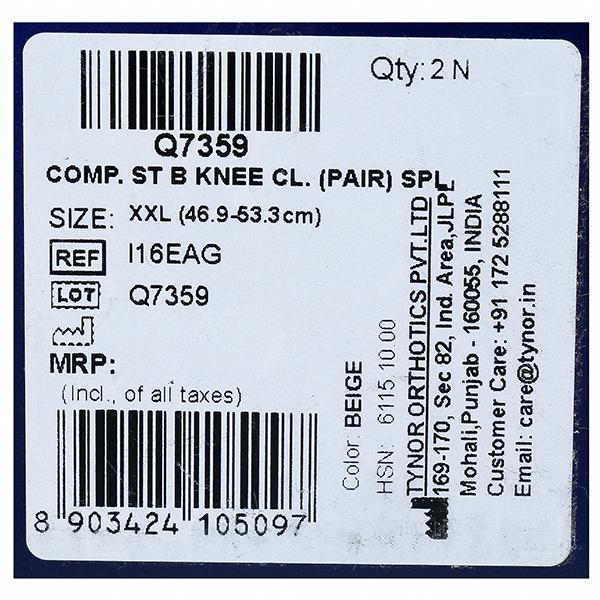 Qty: 2 N
Q7359
COMP. ST B KNEE CL. (PAIR) SPL
SIZE: XXL (46.9-53.3cm)
REF I16EAG
LOT Q7359
MRP:
(Incl., of all taxes)
8 903424 105097
Color: BEIGE
HSN: 6115.10 00
TYNOR ORTHOTICS PVT.LTD
169-170, Sec 82, Ind. Area,JLPL
Mohali,Punjab - 160055, INDIA
Customer Care: +91 172 5288111
Email: care@tynor.in